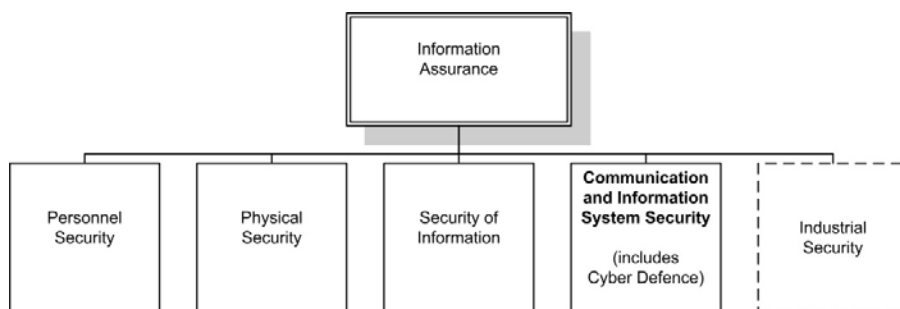 Information
Assurance
Personnel
Security
Physical
Security
Security of
Information
Communication
and Information
System Security
(includes
Cyber Defence)
Industrial
Security